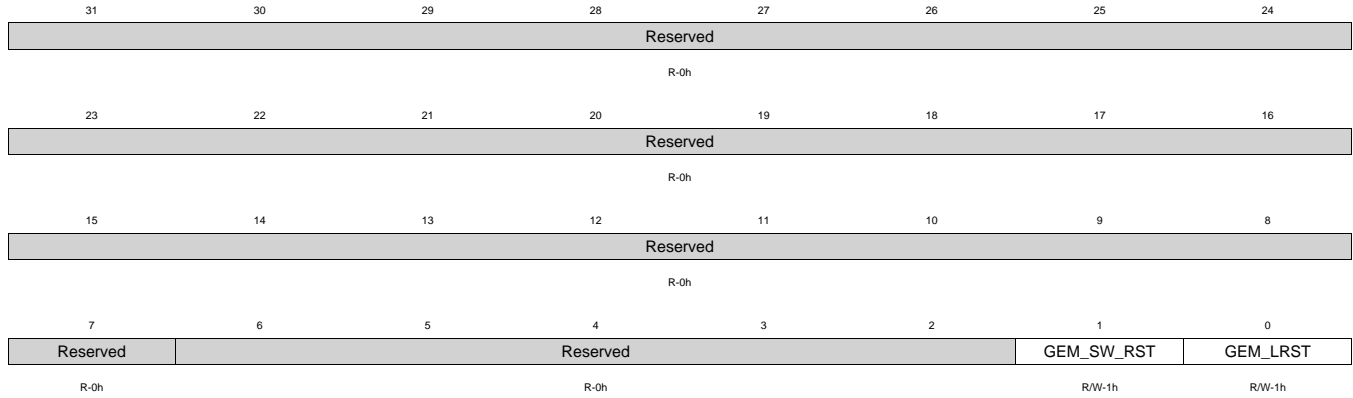 31 30 29 28 27 26 25 24
Reserved
R-0h
23 22 21 20 19 18 17 16
Reserved
R-0h
15 14 13 12 11 10 9 8
Reserved
R-0h
7 6 5 4 3 2 1 0
Reserved Reserved GEM_SW_RST GEM_LRST
R-0h R-0h R/W-1h R/W-1h